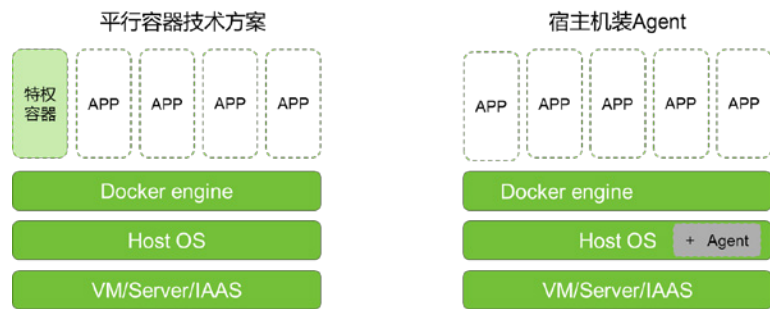 平行容器技术方案
特权
容器
APP
APP
APP
APP
Docker engine
Host OS
VM/Server/IAAS
宿主机装Agent
APP
APP
APP
APP
APP
Docker engine
Host OS
+ Agent
VM/Server/IAAS